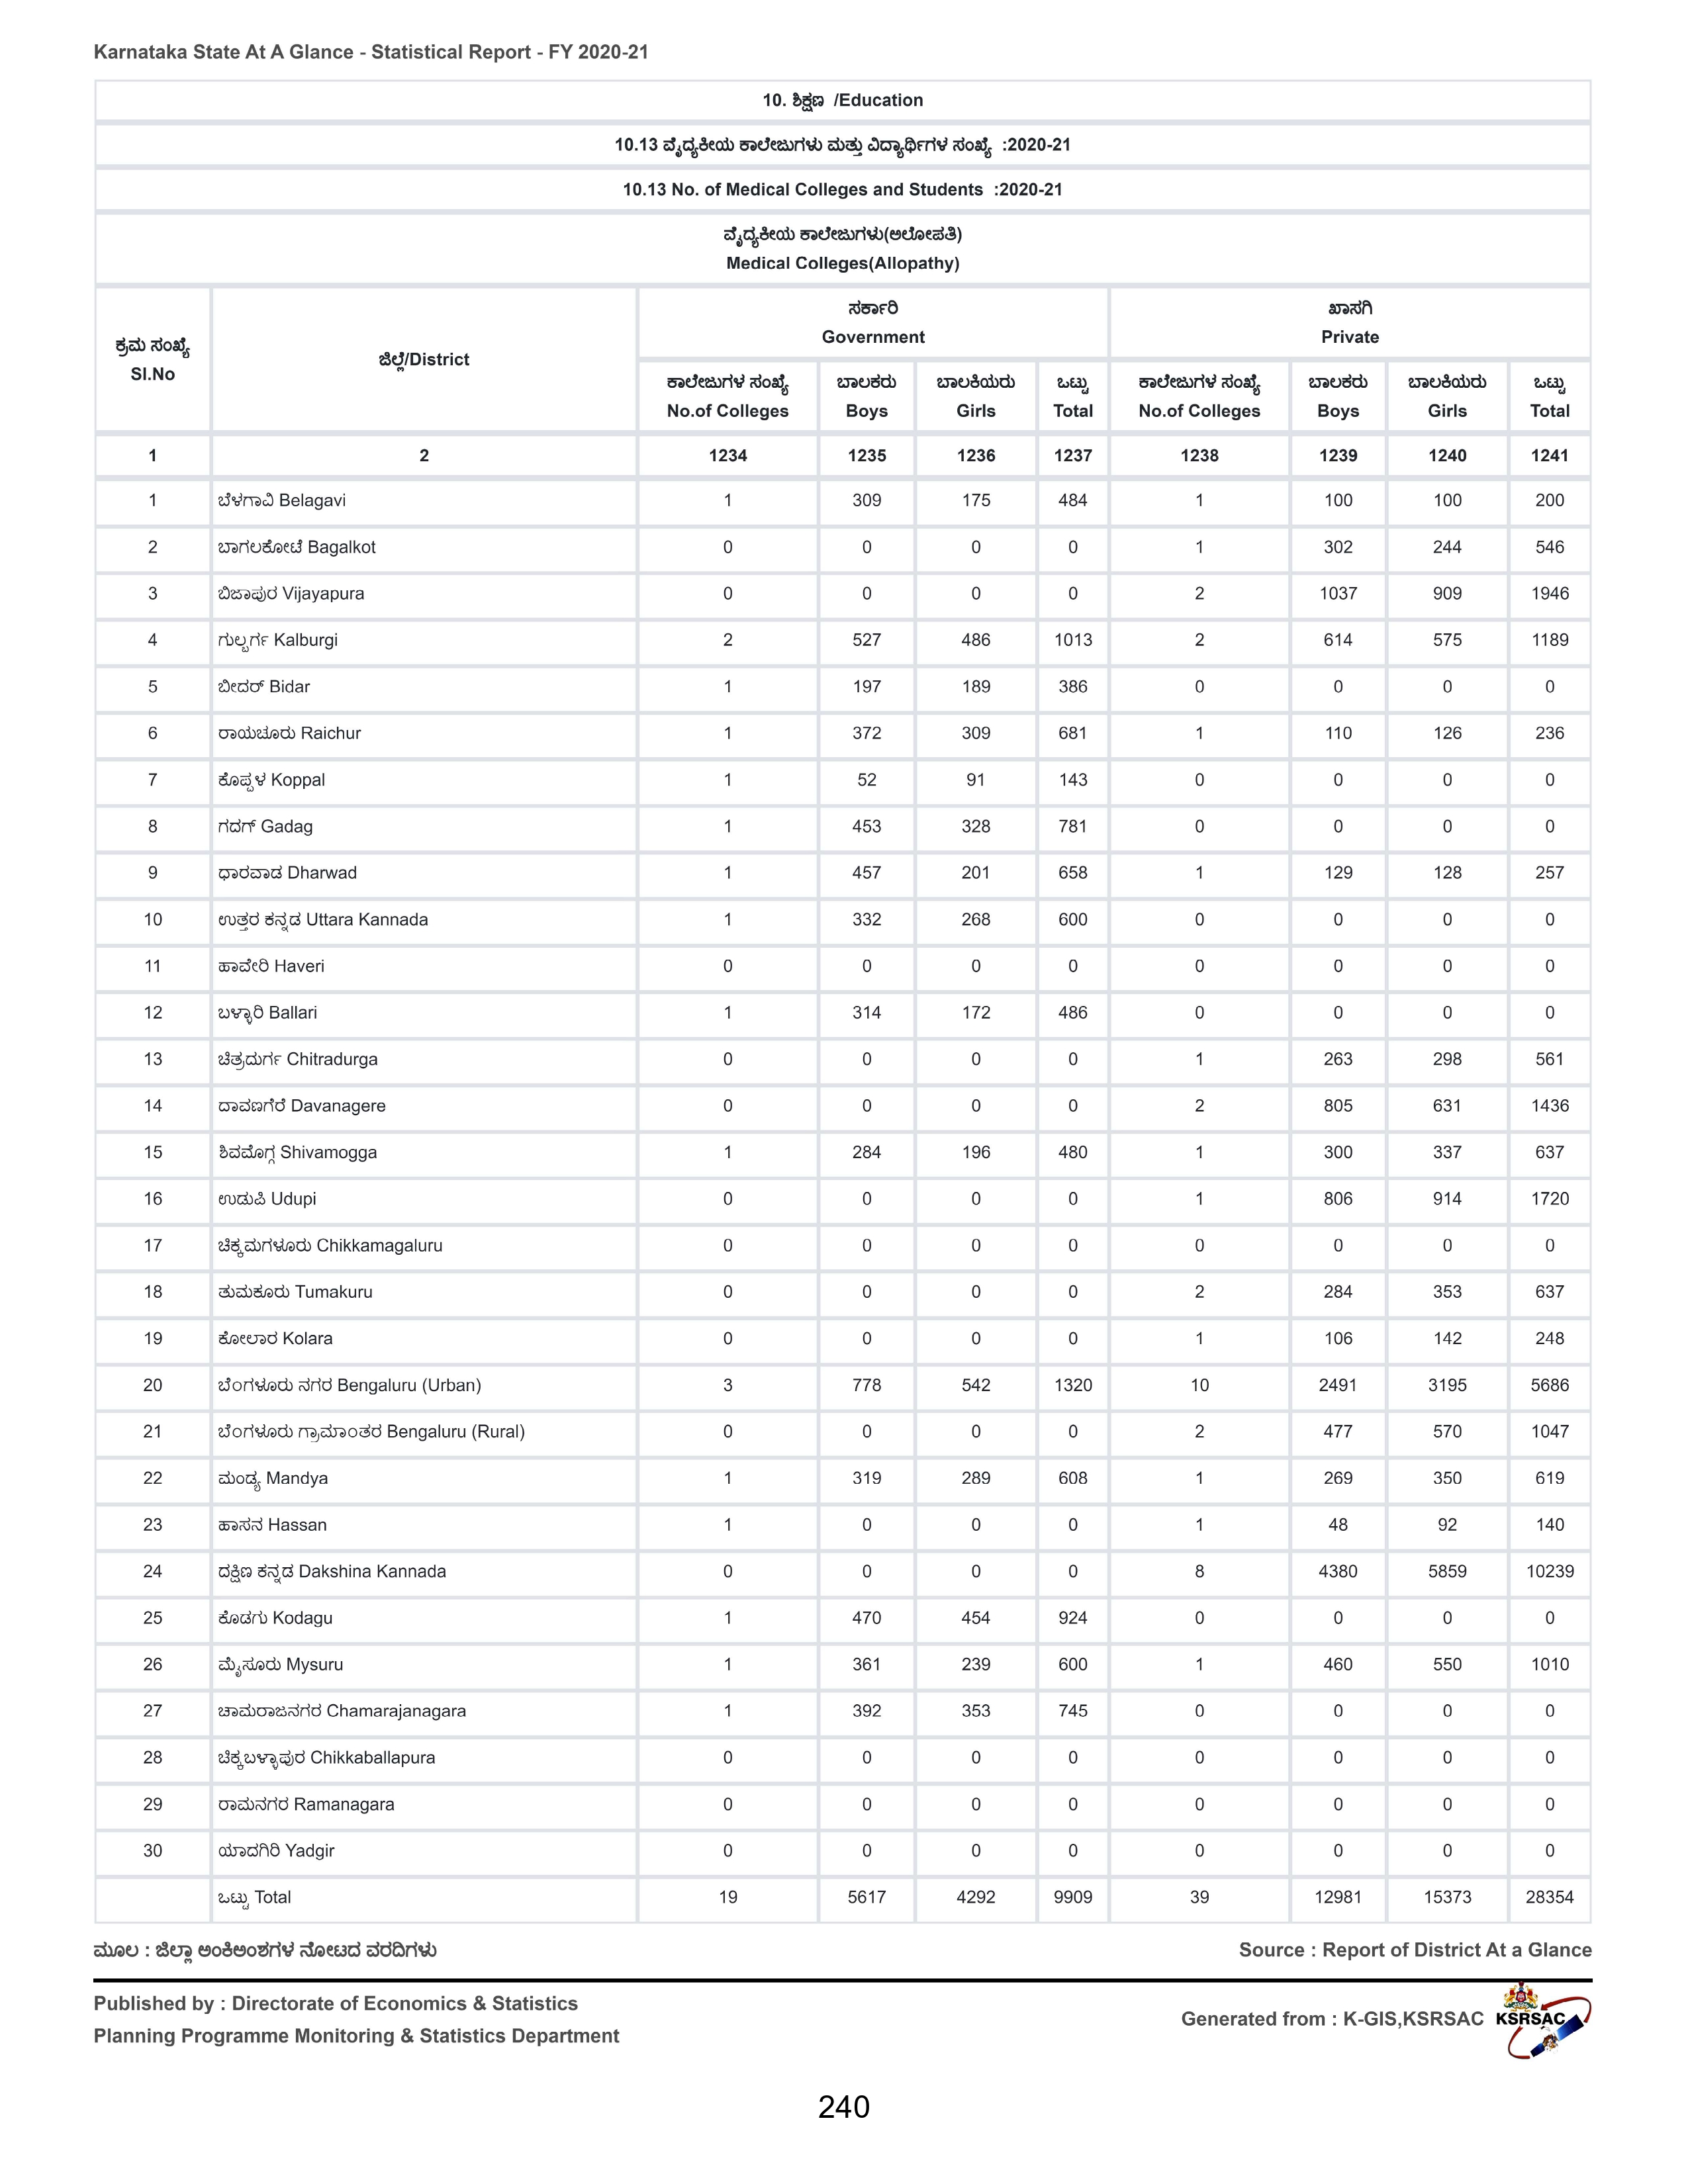 Karnataka State At A Glance - Statistical Report - FY 2020-21
10. ಶಿಕ್ಷಣ /Education
10.13 ವೈದ್ಯಕೀಯ ಕಾಲೇಜುಗಳು ಮತ್ತು ವಿದ್ಯಾರ್ಥಿಗಳ ಸಂಖ್ಯೆ :2020-21
10.13 No. of Medical Colleges and Students :2020-21
ವೈದ್ಯಕೀಯ ಕಾಲೇಜುಗಳು(ಅಲೋಪತಿ)
Medical Colleges(Allopathy)
ಕ್ರಮ ಸಂಖ್ಯೆ Sl.No ಜಿಲ್ಲೆ/District ಸರ್ಕಾರಿ Government ಖಾಸಗಿ Private
ಕಾಲೇಜುಗಳ ಸಂಖ್ಯೆ ಬಾಲಕರು ಬಾಲಕಿಯರು ಒಟ್ಟು ಕಾಲೇಜುಗಳ ಸಂಖ್ಯೆ ಬಾಲಕರು ಬಾಲಕಿಯರು ಒಟ್ಟು
No.of Colleges Boys Girls Total No.of Colleges Boys Girls Total
1 2 1234 1235 1236 1237 1238 1239 1240 1241
1 ಬೆಳಗಾವಿ Belagavi 1 309 175 484 1 100 100 200
2 ಬಾಗಲಕೋಟೆ Bagalkot 0 0 0 0 1 302 244 546
3 ಬಿಜಾಪುರ Vijayapura 0 0 0 0 2 1037 909 1946
4 ಗುಲ್ಬರ್ಗ Kalburgi 2 527 486 1013 2 614 575 1189
5 ಬೀದರ್ Bidar 1 197 189 386 0 0 0 0
6 ರಾಯಚೂರು Raichur 1 372 309 681 1 110 126 236
7 ಕೊಪ್ಪಳ Koppal 1 52 91 143 0 0 0 0
8 ಗದಗ್ Gadag 1 453 328 781 0 0 0 0
9 ಧಾರವಾಡ Dharwad 1 457 201 658 1 129 128 257
10 ಉತ್ತರ ಕನ್ನಡ Uttara Kannada 1 332 268 600 0 0 0 0
11 ಹಾವೇರಿ Haveri 0 0 0 0 0 0 0 0
12 ಬಳ್ಳಾರಿ Ballari 1 314 172 486 0 0 0 0
13 ಚಿತ್ರದುರ್ಗ Chitradurga 0 0 0 0 1 263 298 561
14 ದಾವಣಗೆರೆ Davanagere 0 0 0 0 2 805 631 1436
15 ಶಿವಮೊಗ್ಗ Shivamogga 1 284 196 480 1 300 337 637
16 ಉಡುಪಿ Udupi 0 0 0 0 1 806 914 1720
17 ಚಿಕ್ಕಮಗಳೂರು Chikkamagaluru 0 0 0 0 0 0 0 0
18 ತುಮಕೂರು Tumakuru 0 0 0 0 2 284 353 637
19 ಕೋಲಾರ Kolara 0 0 0 0 1 106 142 248
20 ಬೆಂಗಳೂರು ನಗರ Bengaluru (Urban) 3 778 542 1320 10 2491 3195 5686
21 ಬೆಂಗಳೂರು ಗ್ರಾಮಾಂತರ Bengaluru (Rural) 0 0 0 0 2 477 570 1047
22 ಮಂಡ್ಯ Mandya 1 319 289 608 1 269 350 619
23 ಹಾಸನ Hassan 1 0 0 0 1 48 92 140
24 ದಕ್ಷಿಣ ಕನ್ನಡ Dakshina Kannada 0 0 0 0 8 4380 5859 10239
25 ಕೊಡಗು Kodagu 1 470 454 924 0 0 0 0
26 ಮೈಸೂರು Mysuru 1 361 239 600 1 460 550 1010
27 ಚಾಮರಾಜನಗರ Chamarajanagara 1 392 353 745 0 0 0 0
28 ಚಿಕ್ಕಬಳ್ಳಾಪುರ Chikkaballapura 0 0 0 0 0 0 0 0
29 ರಾಮನಗರ Ramanagara 0 0 0 0 0 0 0 0
30 ಯಾದಗಿರಿ Yadgir 0 0 0 0 0 0 0 0
ಒಟ್ಟು Total 19 5617 4292 9909 39 12981 15373 28354
ಮೂಲ : ಜಿಲ್ಲಾ ಅಂಕಿಅಂಶಗಳ ನೋಟದ ವರದಿಗಳು Source : Report of District At a Glance
Published by : Directorate of Economics & Statistics
Planning Programme Monitoring & Statistics Department
Generated from : K-GIS,KSRSAC KSRSAC
240